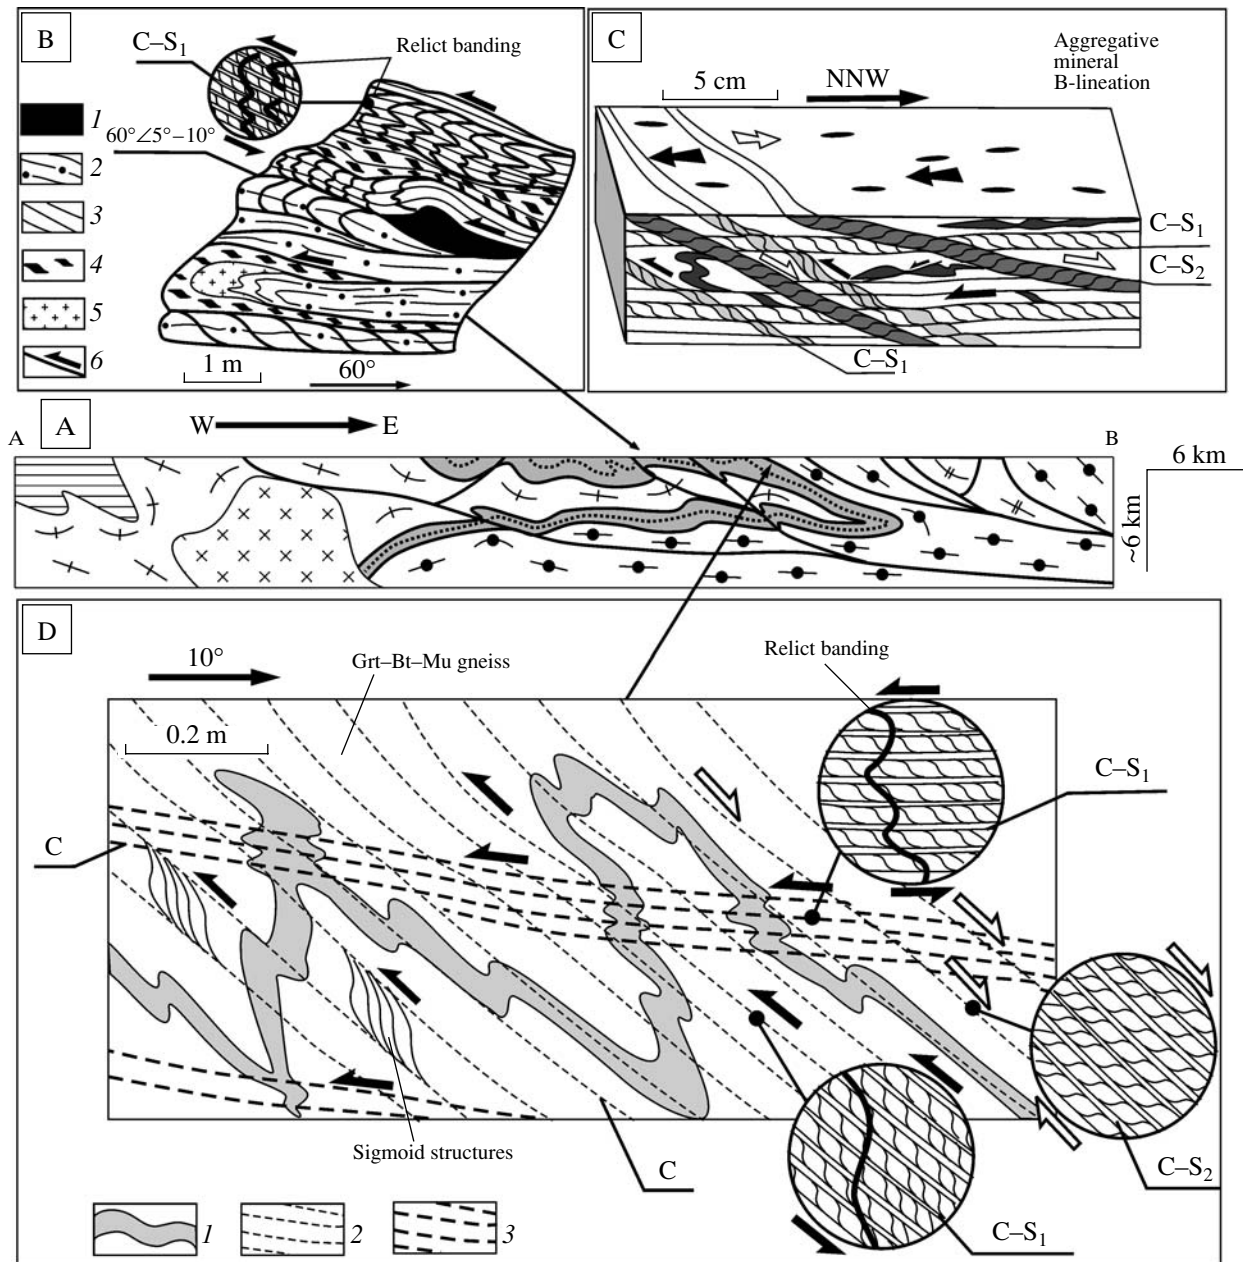 B
C–S1
Relict banding
1
60°∠5°–10°
2
3
4
5
6
1 m
60°
C
5 cm
NNW
Aggregative
mineral
B-lineation
C–S1
C–S2
C–S1
A
A
W
E
B
6 km
~6 km
D
10°
Grt–Bt–Mu gneiss
Relict banding
0.2 m
C–S1
C
Sigmoid structures
C
C–S2
C–S1
1
2
3